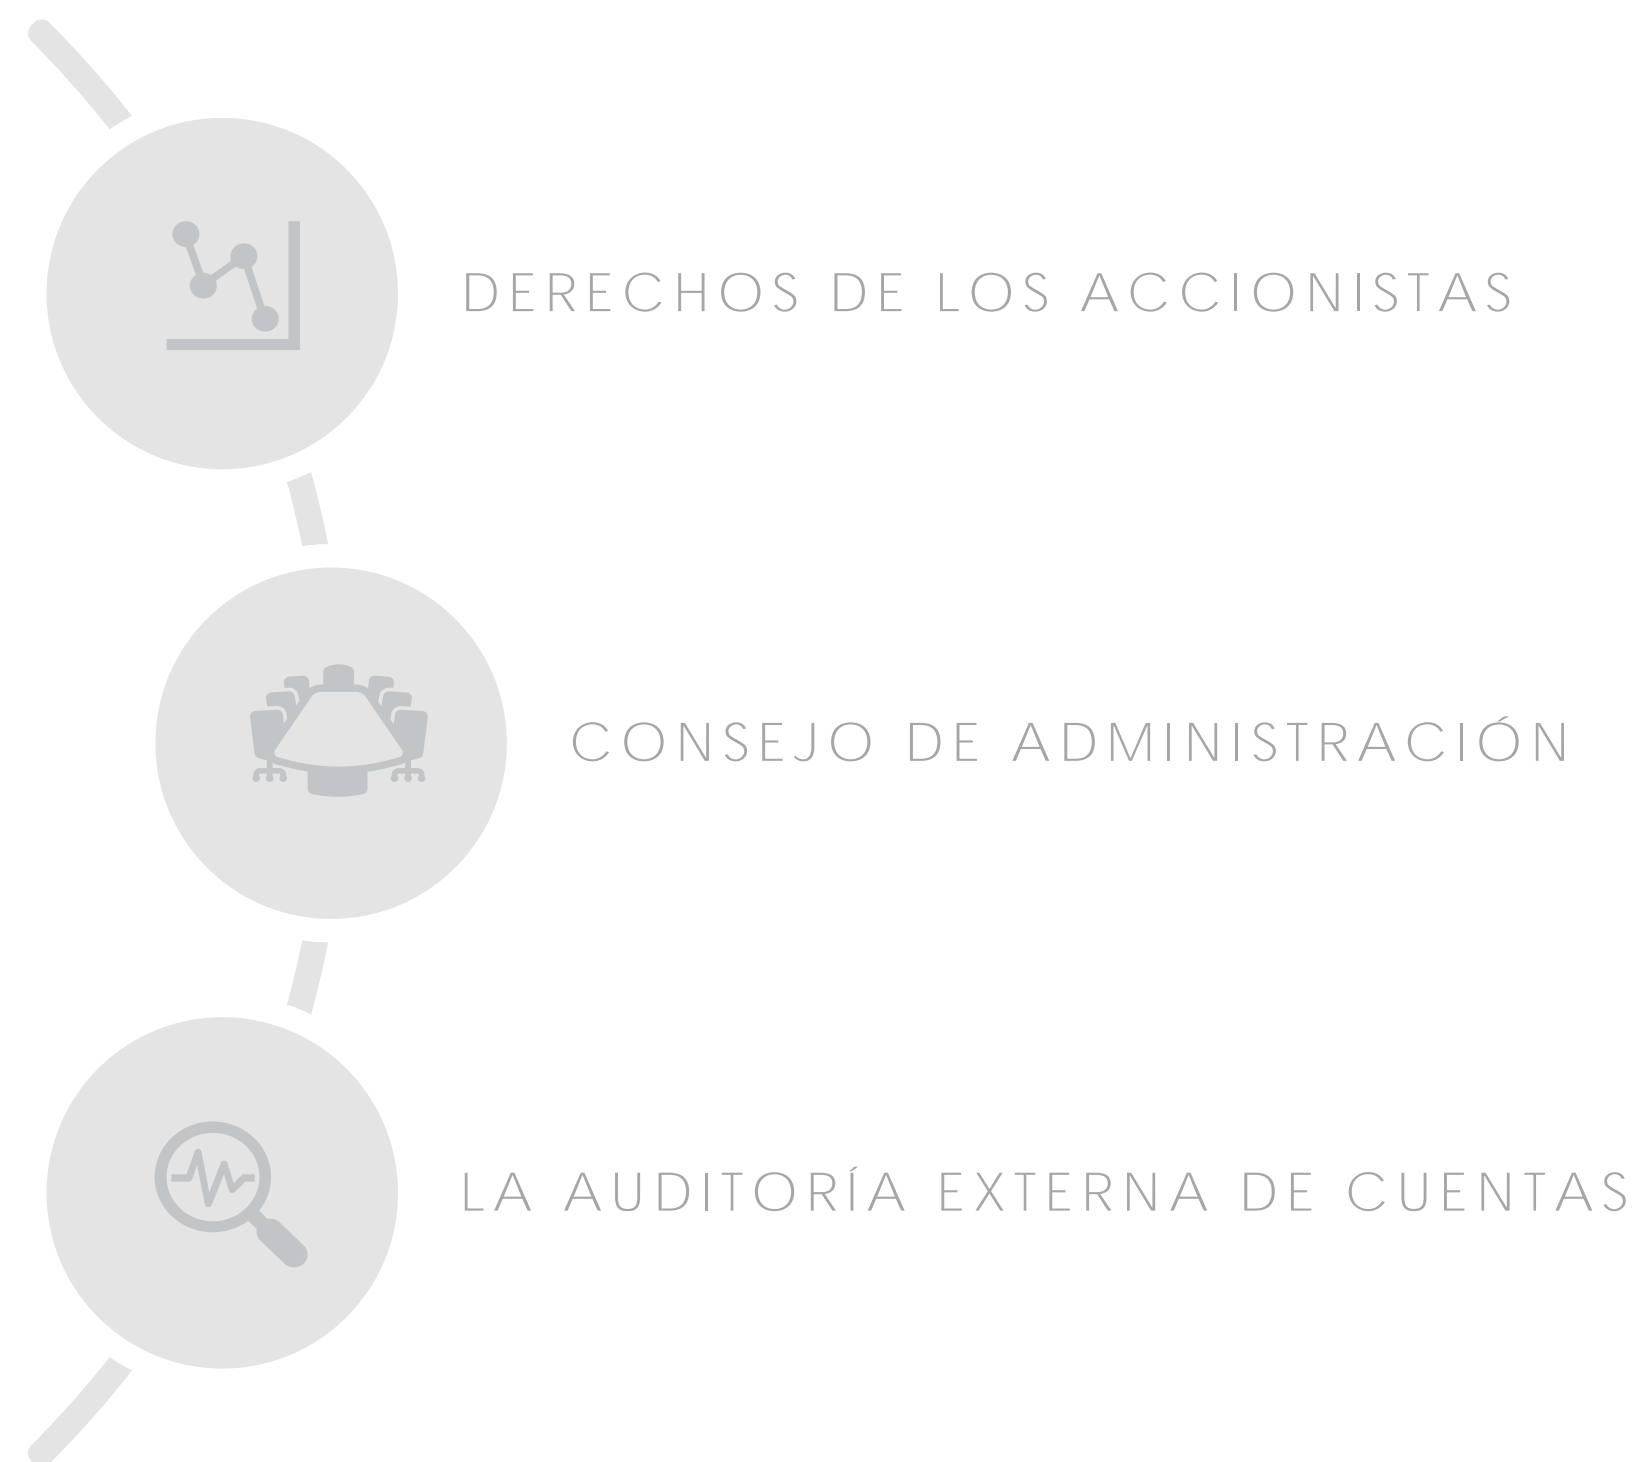 DERECHOS DE LOS ACCIONISTAS
CONSEJO DE ADMINISTRACIÓN
LA AUDITORÍA EXTERNA DE CUENTAS